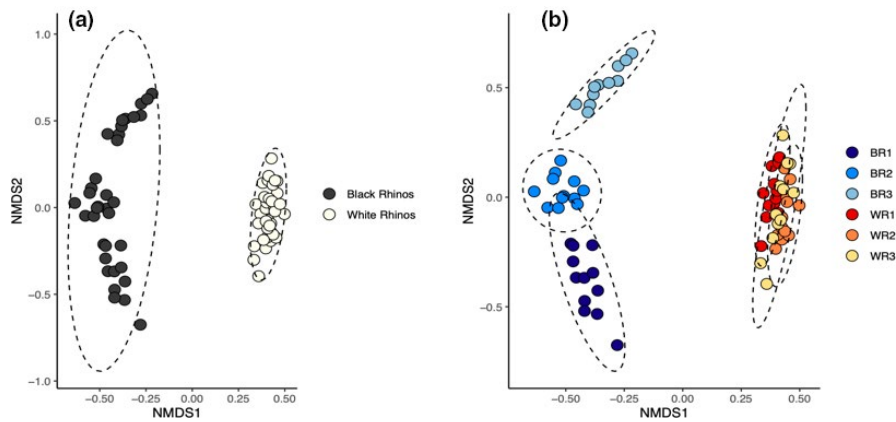 (a)
1.0
0.5
0.0
−0.5
−1.0
NMDS2
−0.50 −0.25 0.00 0.25 0.50
NMDS1
Black Rhinos
White Rhinos
(b)
0.5
0.0
−0.5
NMDS2
−0.50 −0.25 0.00 0.25 0.50
NMDS1
BR1
BR2
BR3
WR1
WR2
WR3